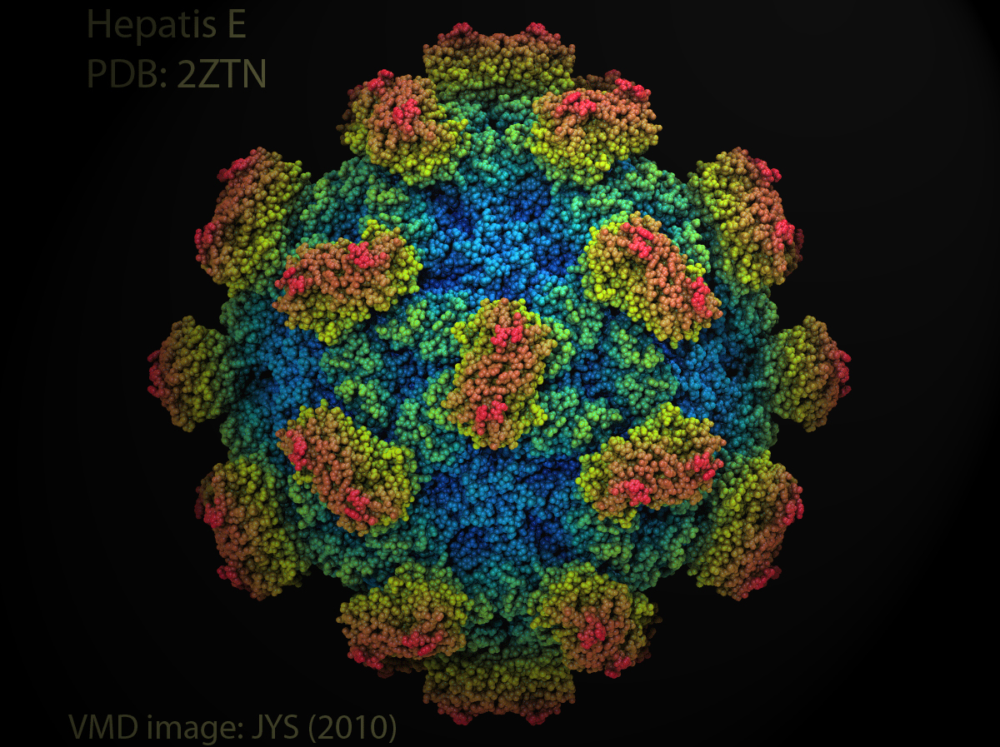 Hepatis E
PDB: 2ZTN
VMD image: JYS (2010)